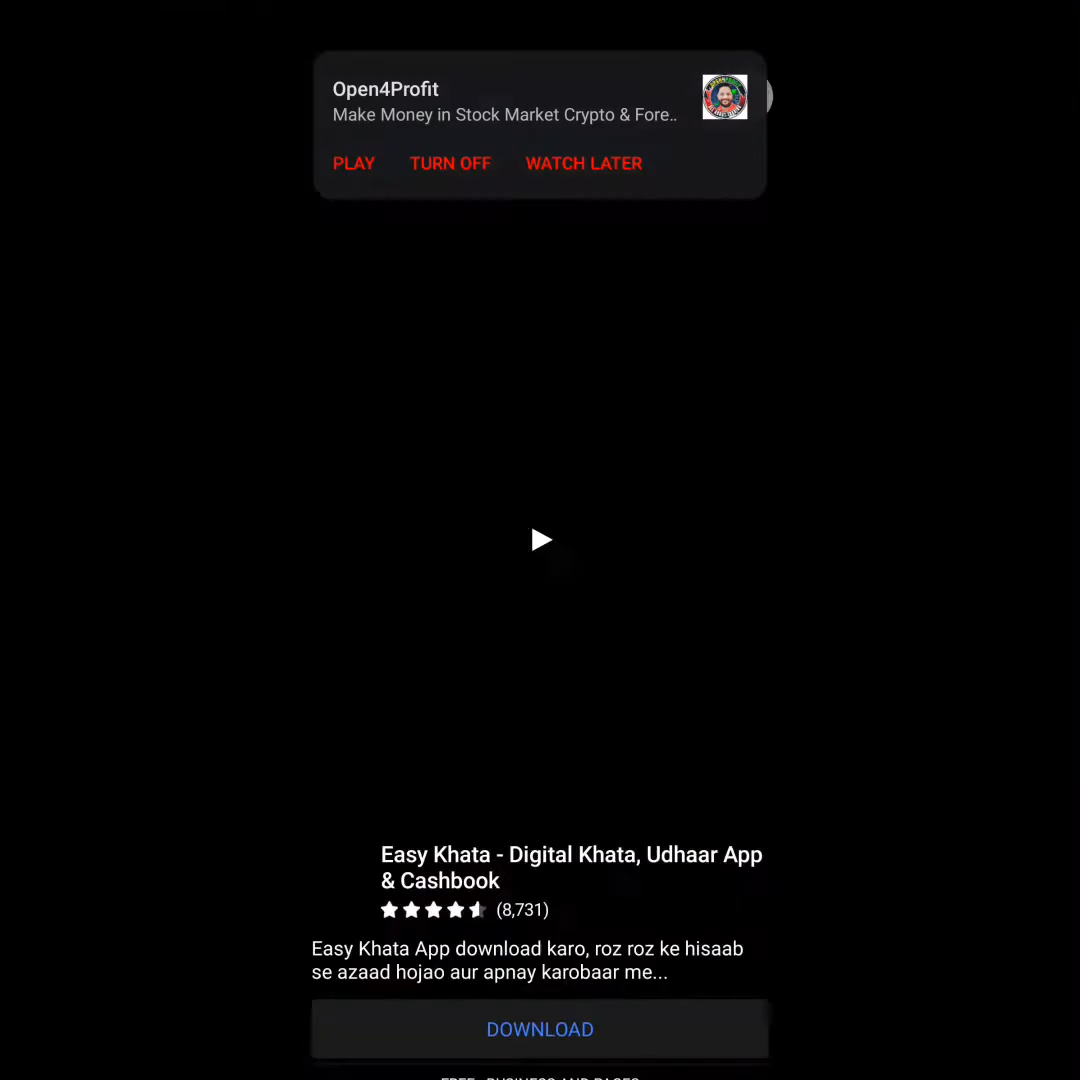 Open4Profit
Make Money in Stock Market Crypto & Fore..
PLAY TURN OFF WATCH LATER
Easy Khata - Digital Khata, Udhaar App
& Cashbook
(8,731)
Easy Khata App download karo, roz roz ke hisaab
se azaad hojao aur apnay karobaar me...
DOWNLOAD